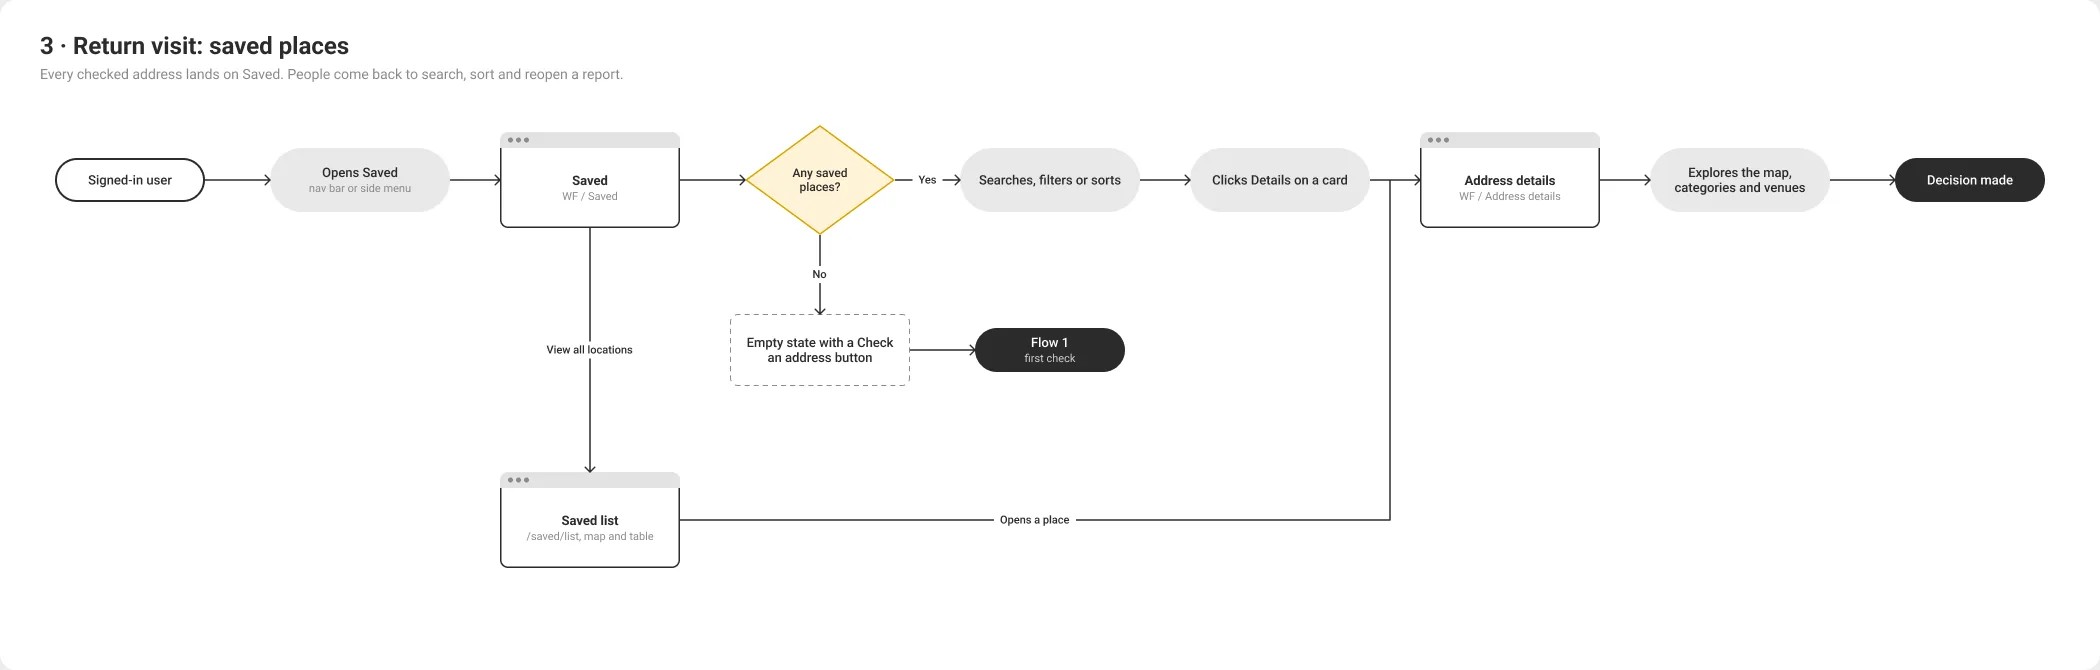 3 · Return visit: saved places
Every checked address lands on Saved. People come back to search, sort and reopen a report.
Signed-in user
Opens Saved
nav bar or side menu
Saved
WF / Saved
Any saved
places?
Yes
Searches, filters or sorts
Clicks Details on a card
Address details
WF / Address details
Explores the map,
categories and venues
Decision made
No
View all locations
Empty state with a Check
an address button
Flow 1
first check
Saved list
/saved/list, map and table
Opens a place